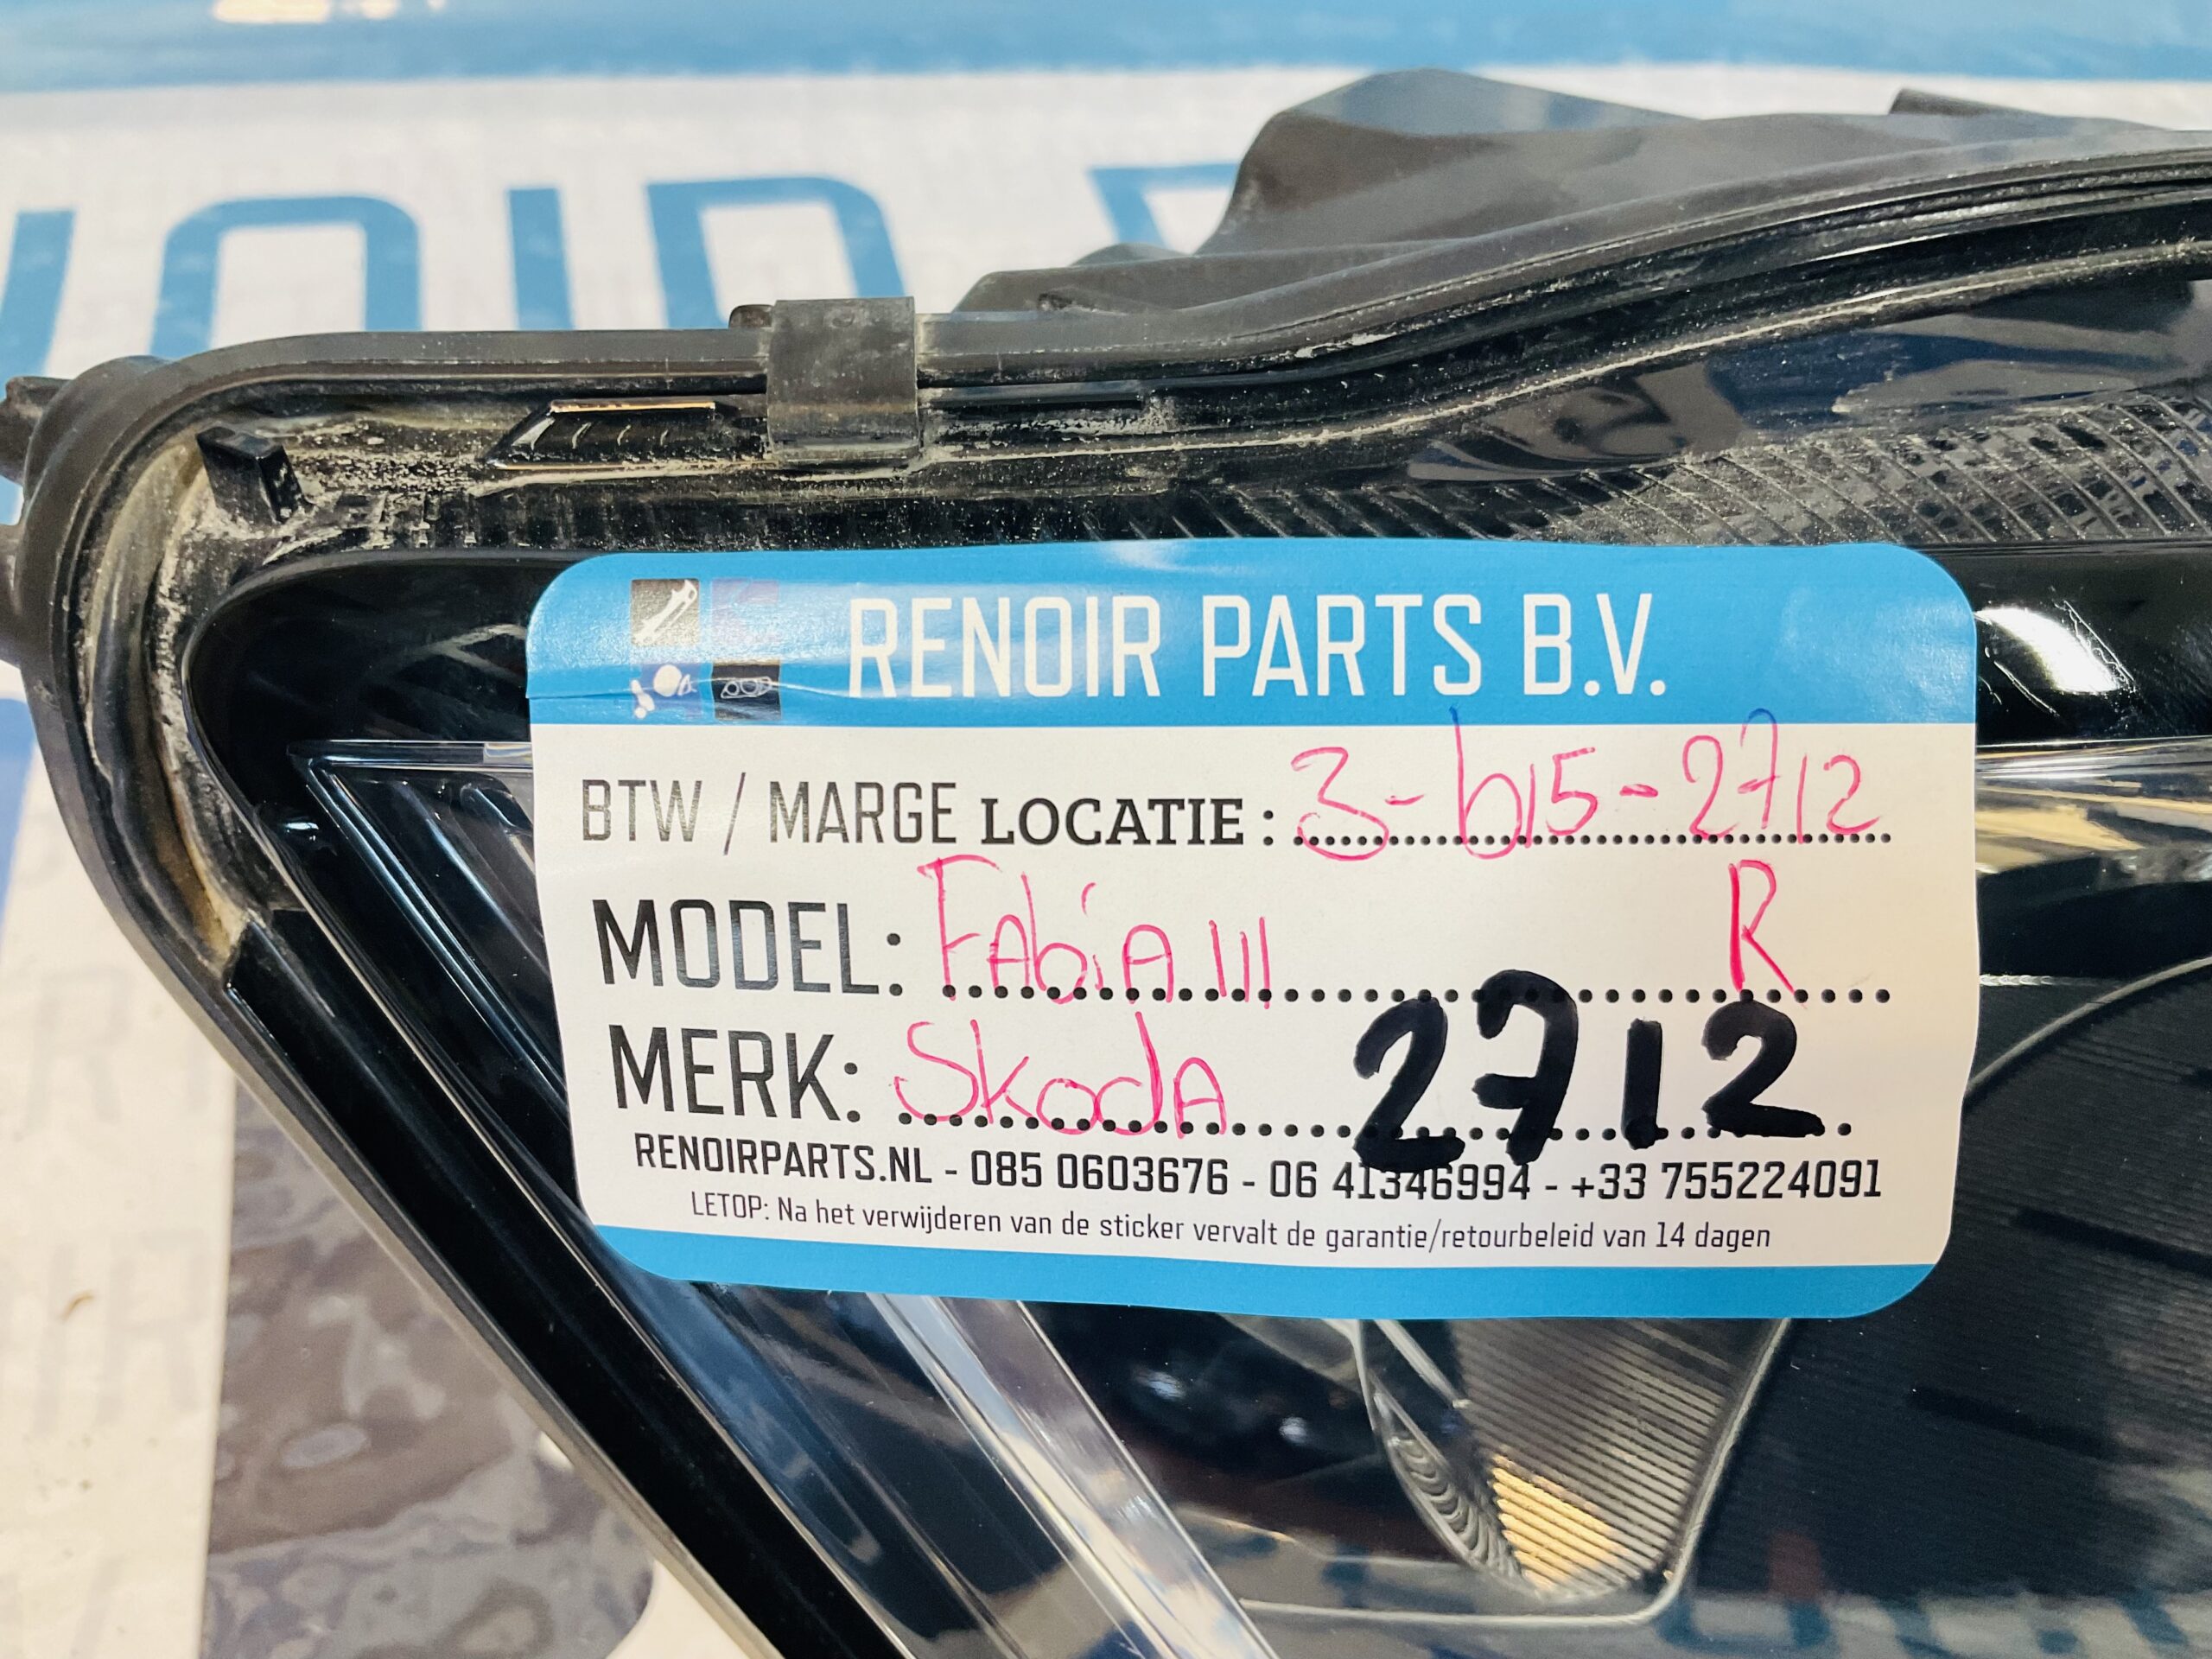 RENOIR PARTS B.V.
BTW / MARGE LOCATIE : 3-b15-2712
MODEL: FAbiA III R
MERK: SkodA 2712
RENOIRPARTS.NL - 085 0603676 - 06 41346994 - +33 755224091
LETOP: Na het verwijderen van de sticker vervalt de garantie/retourbeleid van 14 dagen